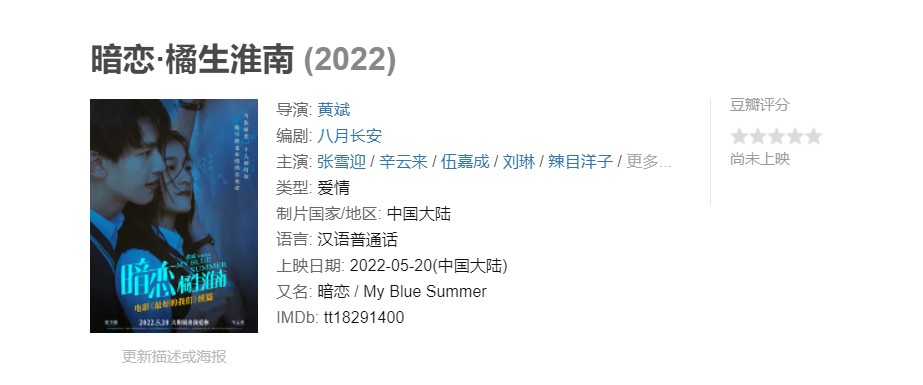 暗恋·橘生淮南 (2022)
导演: 黄斌
编剧: 八月长安
主演: 张雪迎 / 辛云来 / 伍嘉成 / 刘琳 / 辣目洋子 / 更多...
类型: 爱情
制片国家/地区: 中国大陆
语言: 汉语普通话
上映日期: 2022-05-20(中国大陆)
又名: 暗恋 / My Blue Summer
IMDb: tt18291400
豆瓣评分
尚未上映
暗恋
MY BLUE SUMMER
橘生淮南
电影《最好的我们》续篇
2022.5.20
更新描述或海报